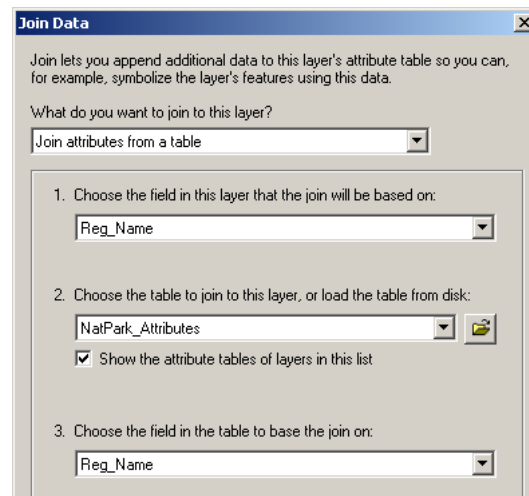 Join Data
Join lets you append additional data to this layer's attribute table so you can,
for example, symbolize the layer's features using this data.
What do you want to join to this layer?
Join attributes from a table
1. Choose the field in this layer that the join will be based on:
Reg_Name
2. Choose the table to join to this layer, or load the table from disk:
NatPark_Attributes
Show the attribute tables of layers in this list
3. Choose the field in the table to base the join on:
Reg_Name